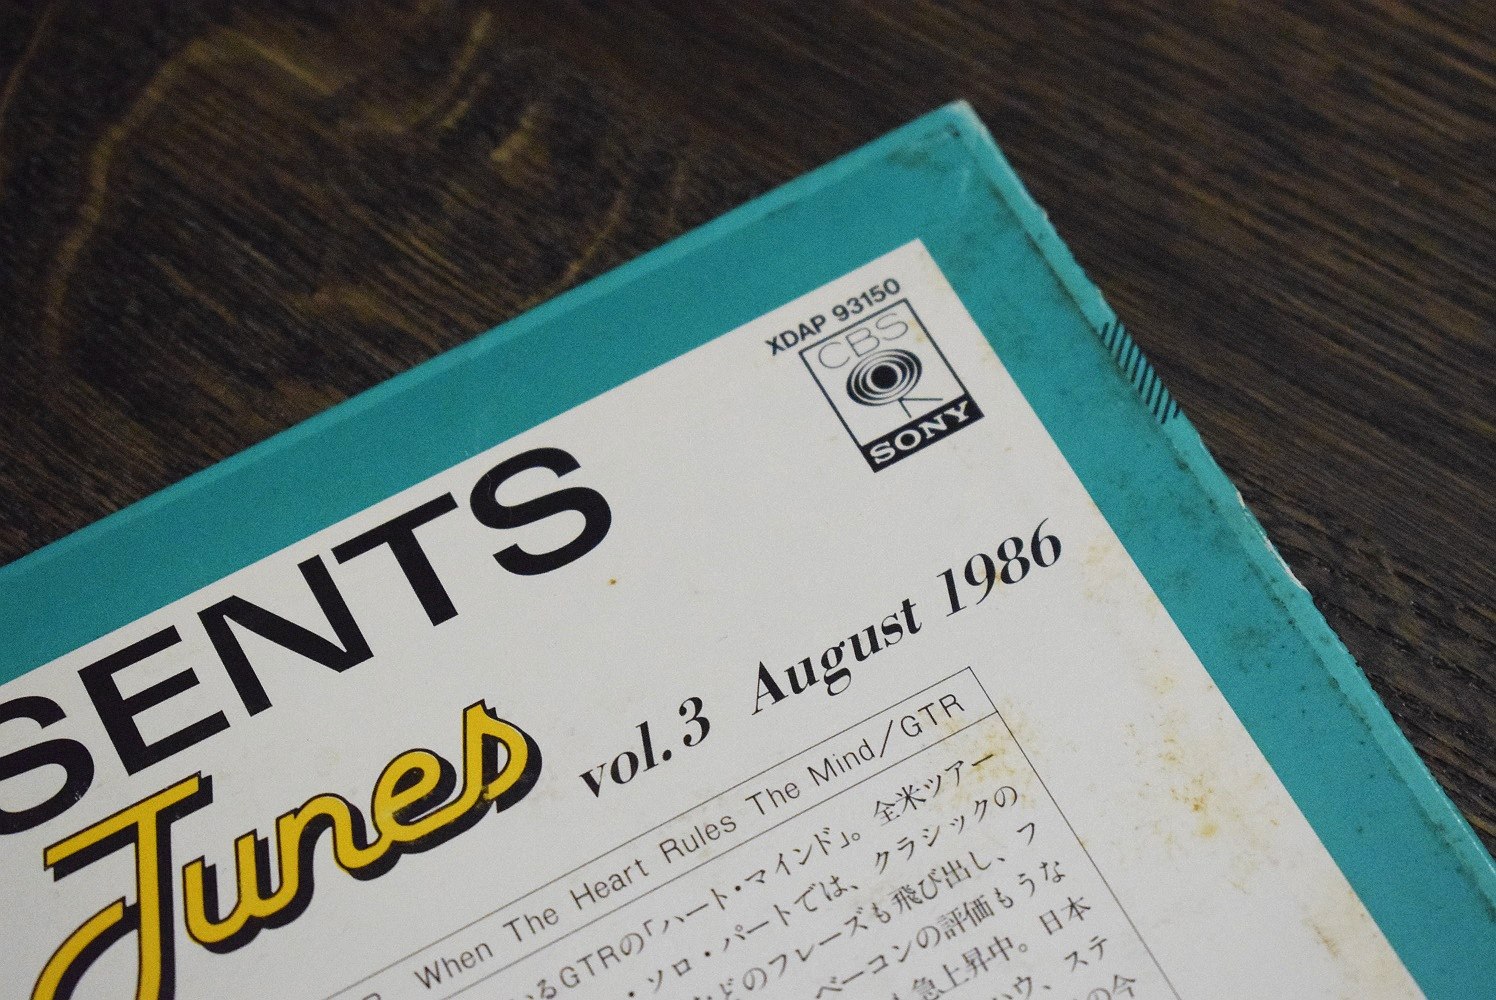 XDAP 93150
CBS
SONY
SENTS
Tunes
vol.3 August 1986
When The Heart Rules The Mind/GTR
るGTRの「ハート・マインド」。全米ツアー
・ソロ・パートでは、クラシックの
どのフレーズも飛び出し、フ
ベーコンの評価もうな
急上昇中。日本
ハウ、ステ
の今